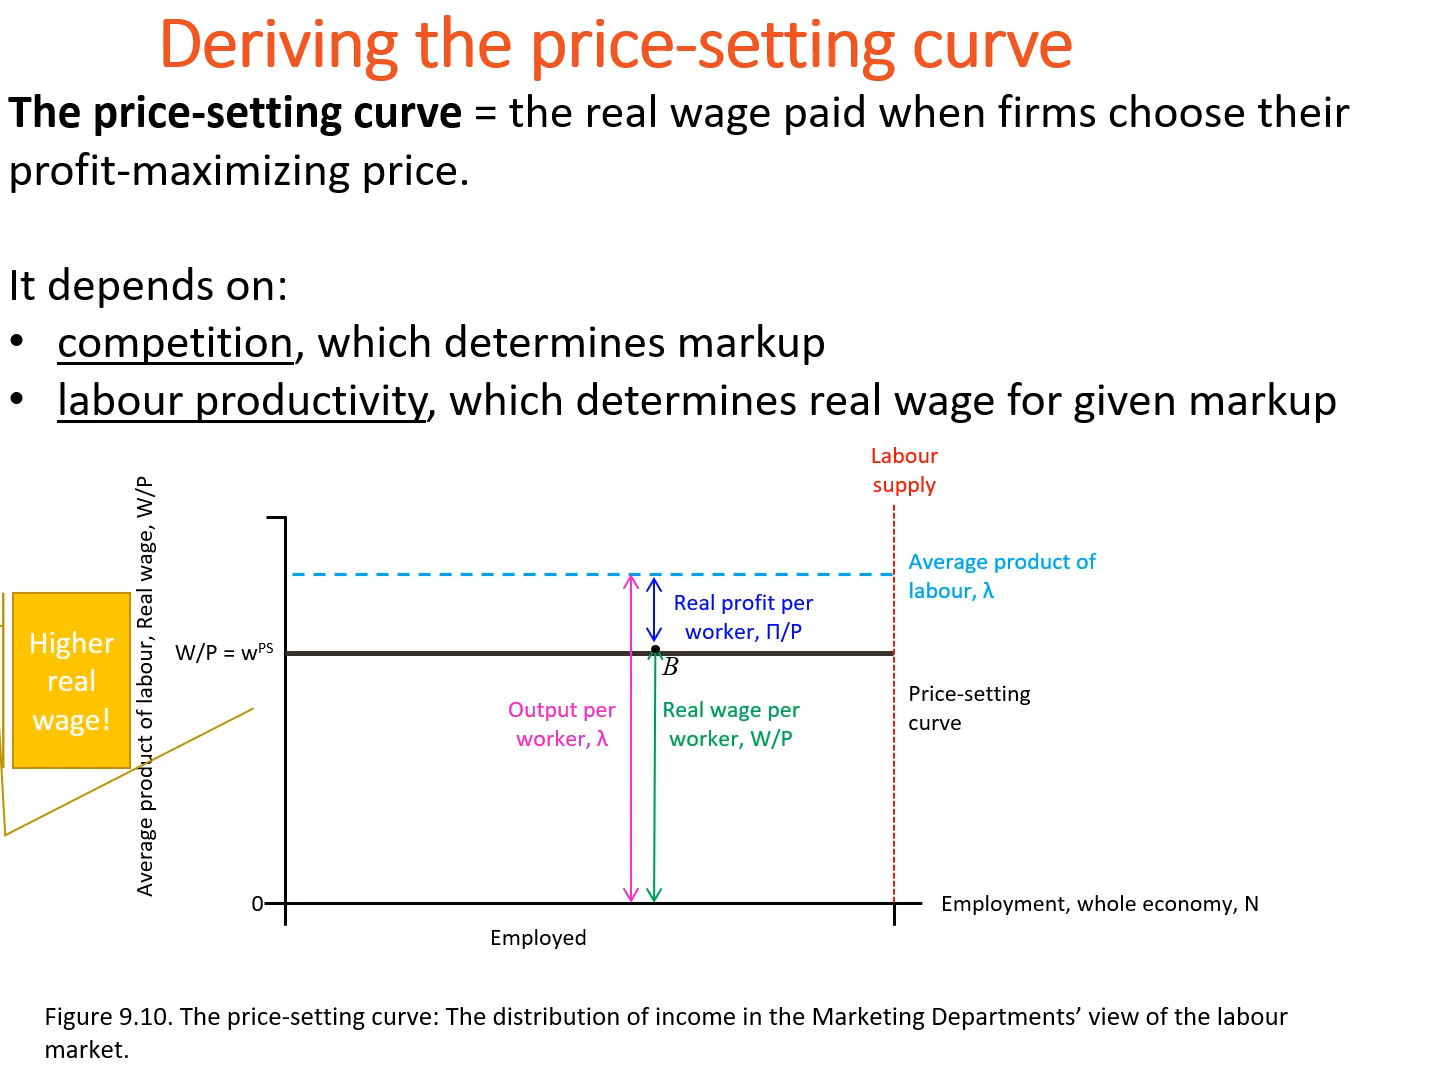 Deriving the price-setting curve
The price-setting curve = the real wage paid when firms choose their
profit-maximizing price.
It depends on:
• competition, which determines markup
• labour productivity, which determines real wage for given markup
Labour
supply
Average product of labour, Real wage, W/P
Average product of
labour, λ
Real profit per
worker, Π/P
Higher
real
wage!
W/P = wᴾˢ
B
Output per
worker, λ
Real wage per
worker, W/P
Price-setting
curve
0
Employment, whole economy, N
Employed
Figure 9.10. The price-setting curve: The distribution of income in the Marketing Departments’ view of the labour
market.